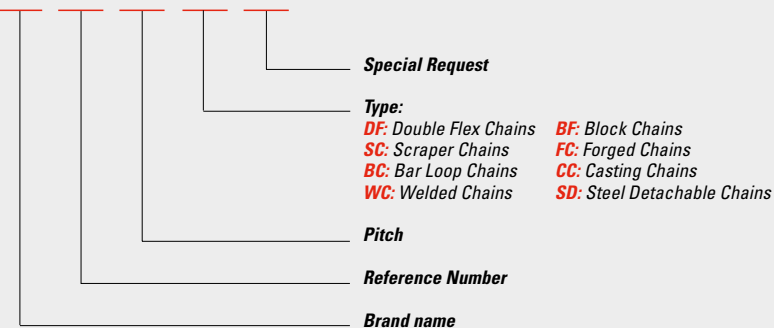 Special Request
Type:
DF: Double Flex Chains BF: Block Chains
SC: Scraper Chains FC: Forged Chains
BC: Bar Loop Chains CC: Casting Chains
WC: Welded Chains SD: Steel Detachable Chains
Pitch
Reference Number
Brand name